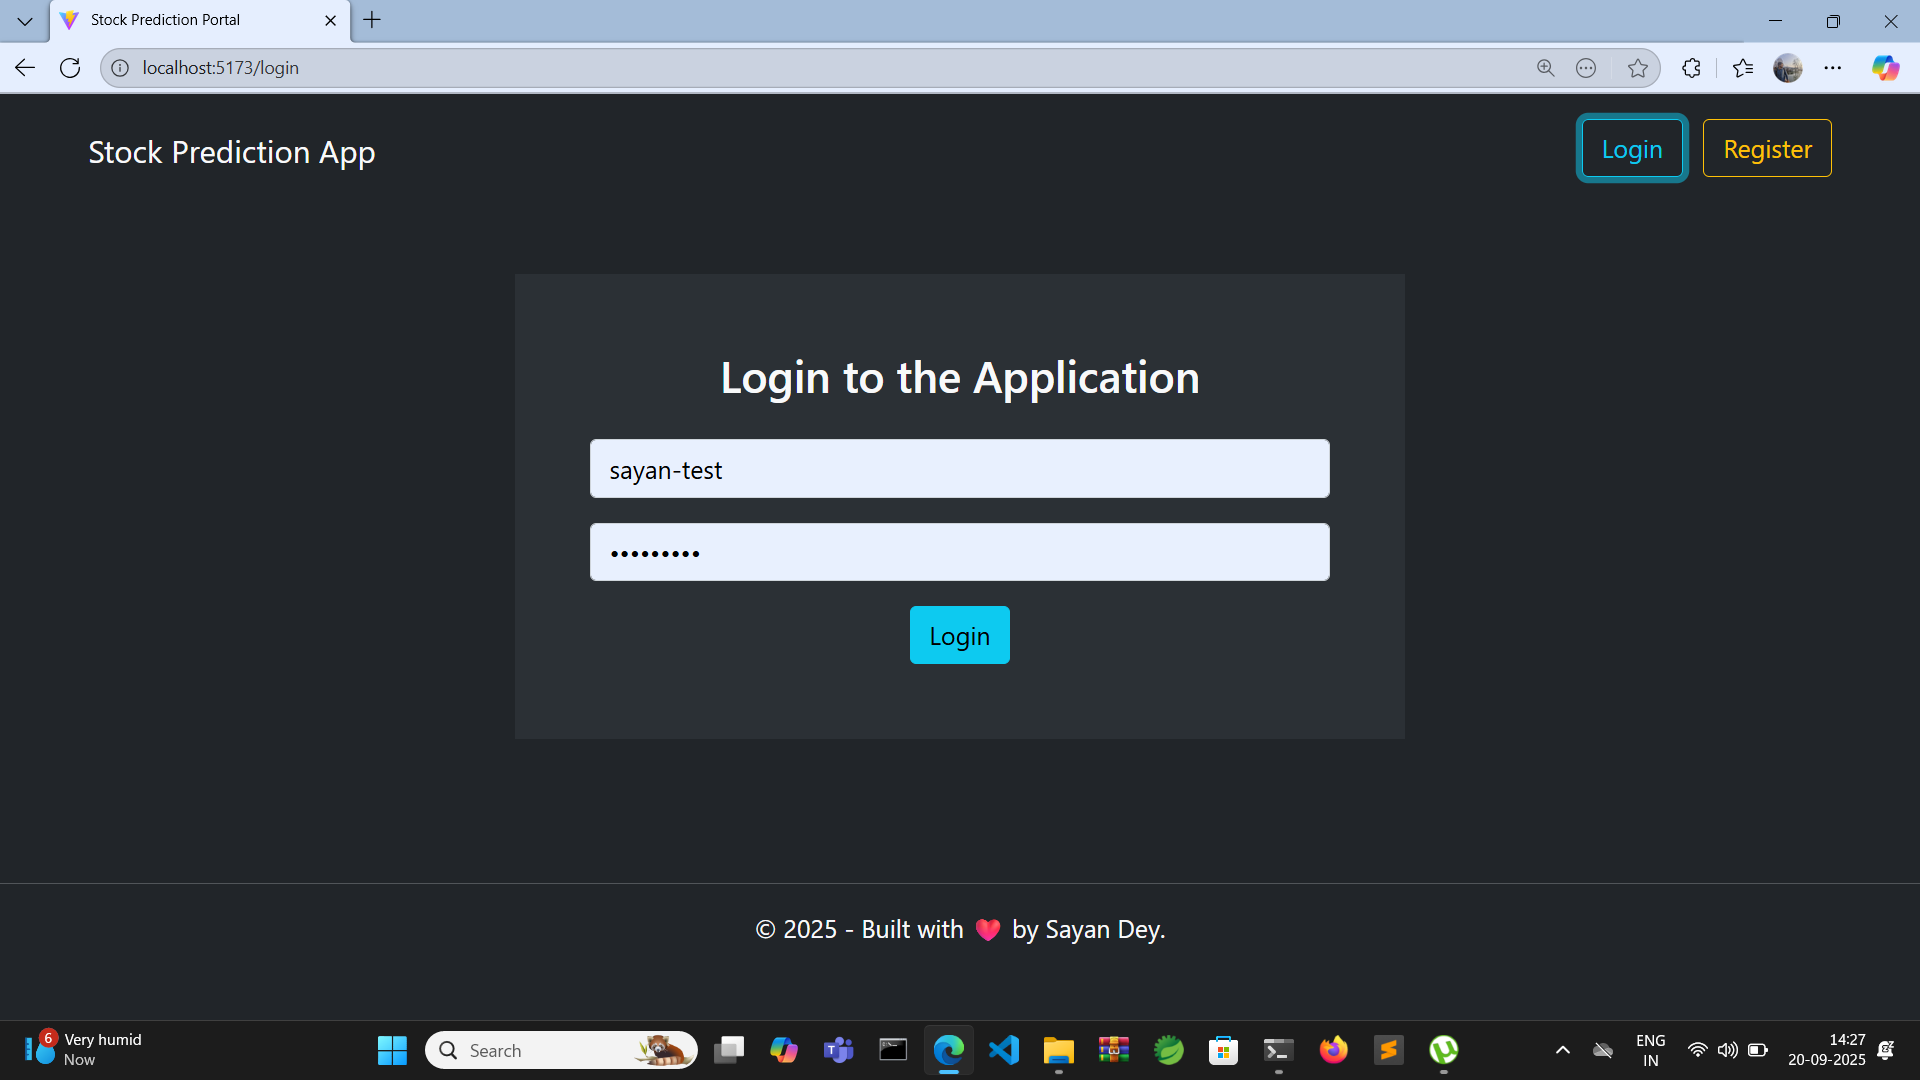 Stock Prediction Portal
localhost:5173/login
Stock Prediction App
Login
Register
Login to the Application
sayan-test
•••••••••
Login
© 2025 - Built with ❤️ by Sayan Dey.
6
Very humid
Now
Search
ENG
IN
14:27
20-09-2025